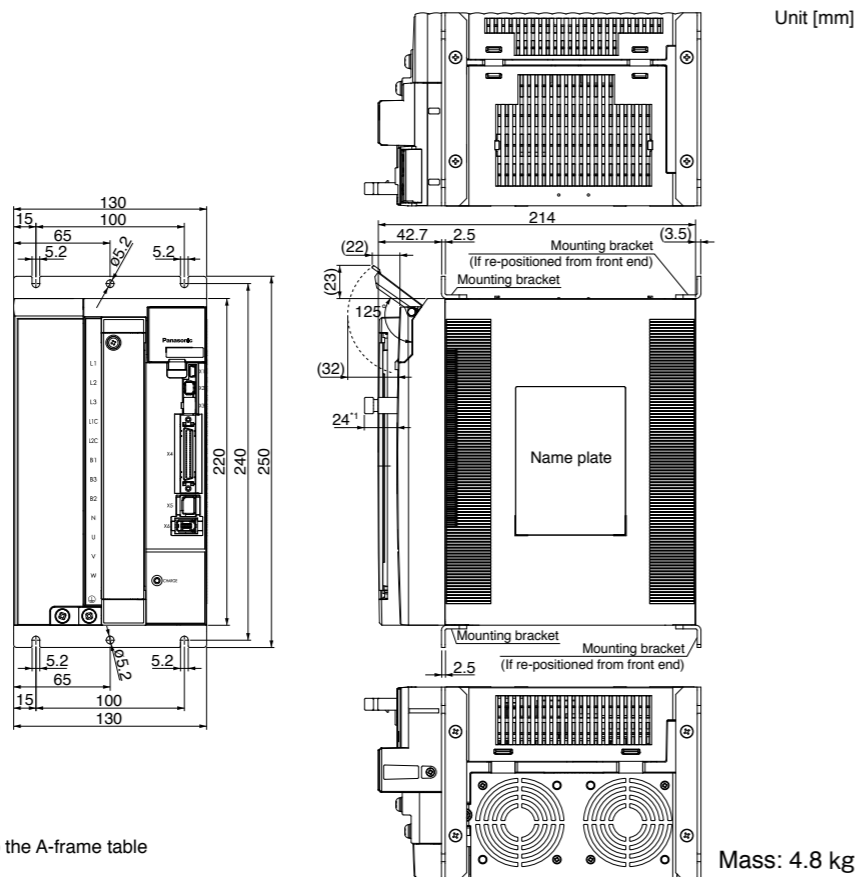 Unit [mm]
130
15
100
65
5.2
ø5.2
5.2
Panasonic
L1
L2
L3
L1C
L2C
B1
B3
B2
N
U
V
W
X1
X2
X3
X4
X5
X6
CHARGE
220
240
250
5.2
ø5.2
5.2
65
15
100
130
214
42.7
2.5
(3.5)
(22)
Mounting bracket
(If re-positioned from front end)
Mounting bracket
(23)
125°
(32)
24*1
Name plate
Mounting bracket
Mounting bracket
(If re-positioned from front end)
2.5
the A-frame table
Mass: 4.8 kg